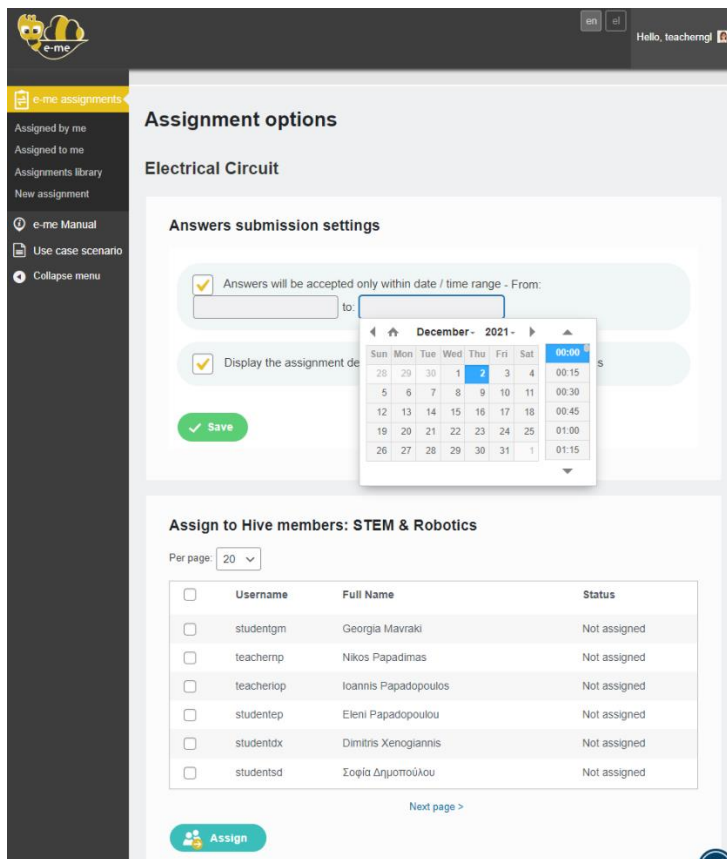 en el
Hello, teacherngl
e-me
e-me assignments
Assigned by me
Assigned to me
Assignments library
New assignment
e-me Manual
Use case scenario
Collapse menu
Assignment options
Electrical Circuit
Answers submission settings
Answers will be accepted only within date / time range - From:
to:
Display the assignment de
s
December - 2021 -
Sun Mon Tue Wed Thu Fri Sat
28 29 30 1 2 3 4
5 6 7 8 9 10 11
12 13 14 15 16 17 18
19 20 21 22 23 24 25
26 27 28 29 30 31 1
00:00
00:15
00:30
00:45
01:00
01:15
Save
Assign to Hive members: STEM & Robotics
Per page: 20
Username Full Name Status
studentgm Georgia Mavraki Not assigned
teachernp Nikos Papadimas Not assigned
teacheriop Ioannis Papadopoulos Not assigned
studentep Eleni Papadopoulou Not assigned
studentdx Dimitris Xenogiannis Not assigned
studentsd Σοφία Δημοπούλου Not assigned
Next page >
Assign